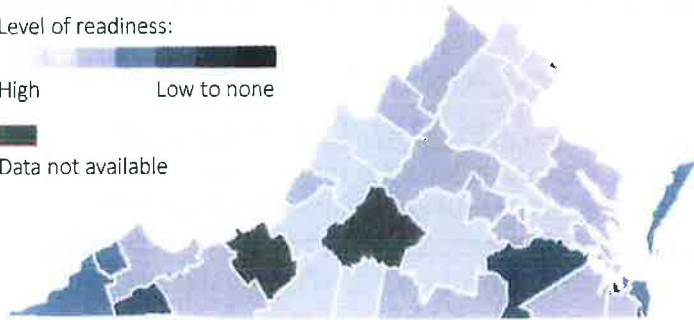 Level of readiness:
High Low to none
Data not available